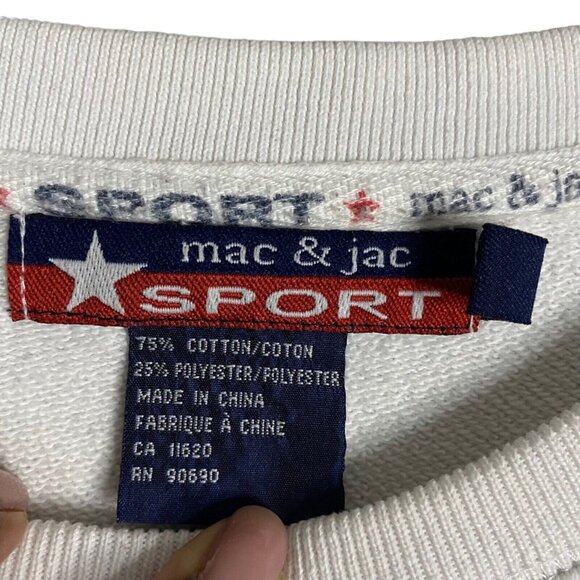 SPORT ★ mac & jac
mac & jac
SPORT
75% COTTON/COTON
25% POLYESTER/POLYESTER
MADE IN CHINA
FABRIQUE À CHINE
CA 11620
RN 90690